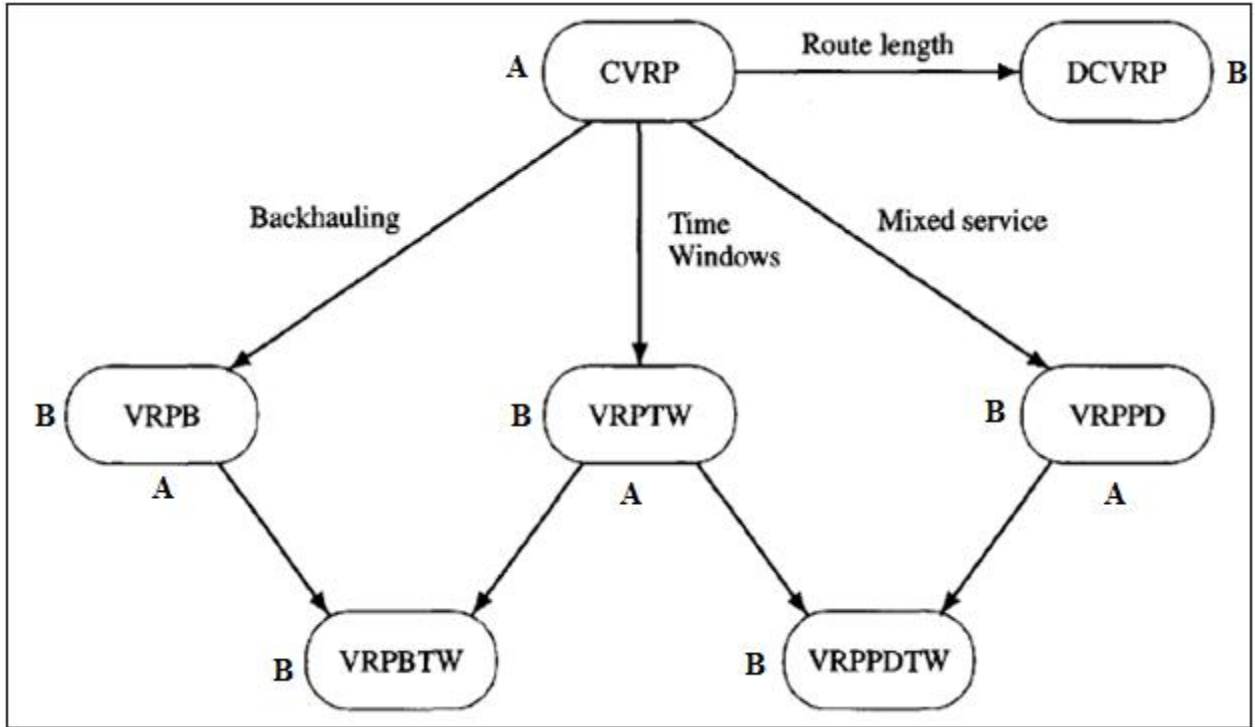 A
CVRP
Route length
DCVRP
B
Backhauling
Time
Windows
Mixed service
B
VRPB
B
VRPTW
B
VRPPD
A
A
A
B
VRPBTW
B
VRPPDTW